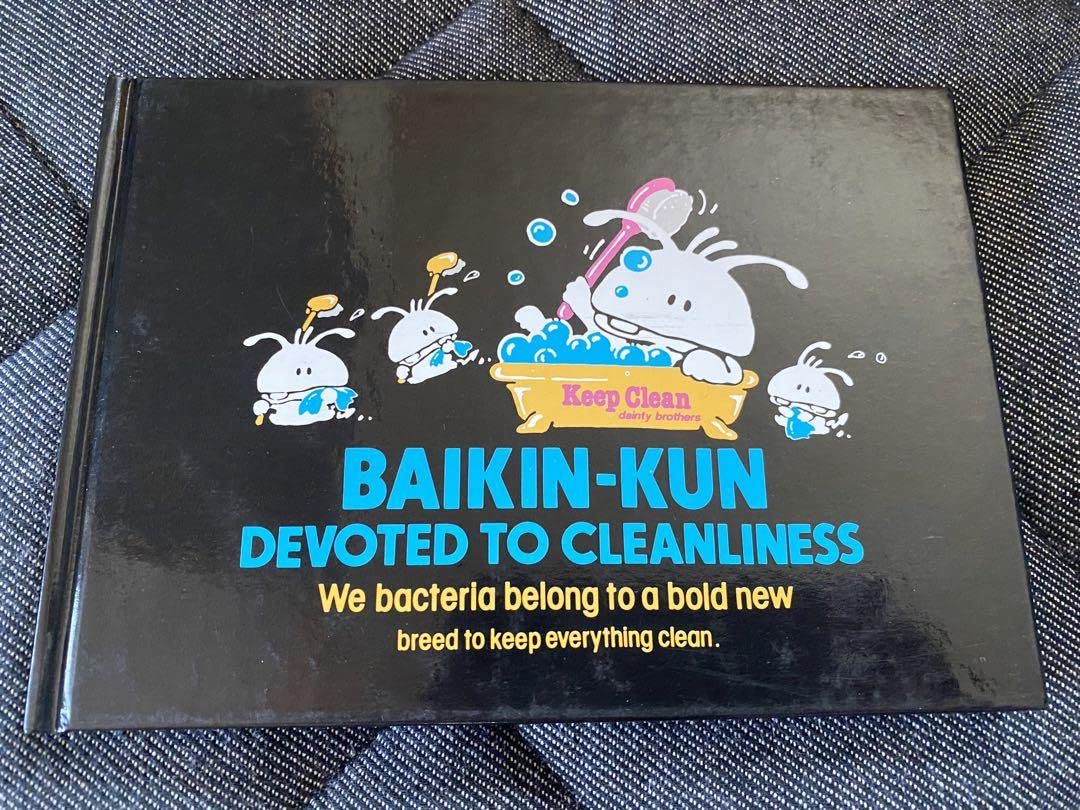 Keep Clean
dainty brothers
BAIKIN-KUN
DEVOTED TO CLEANLINESS
We bacteria belong to a bold new
breed to keep everything clean.